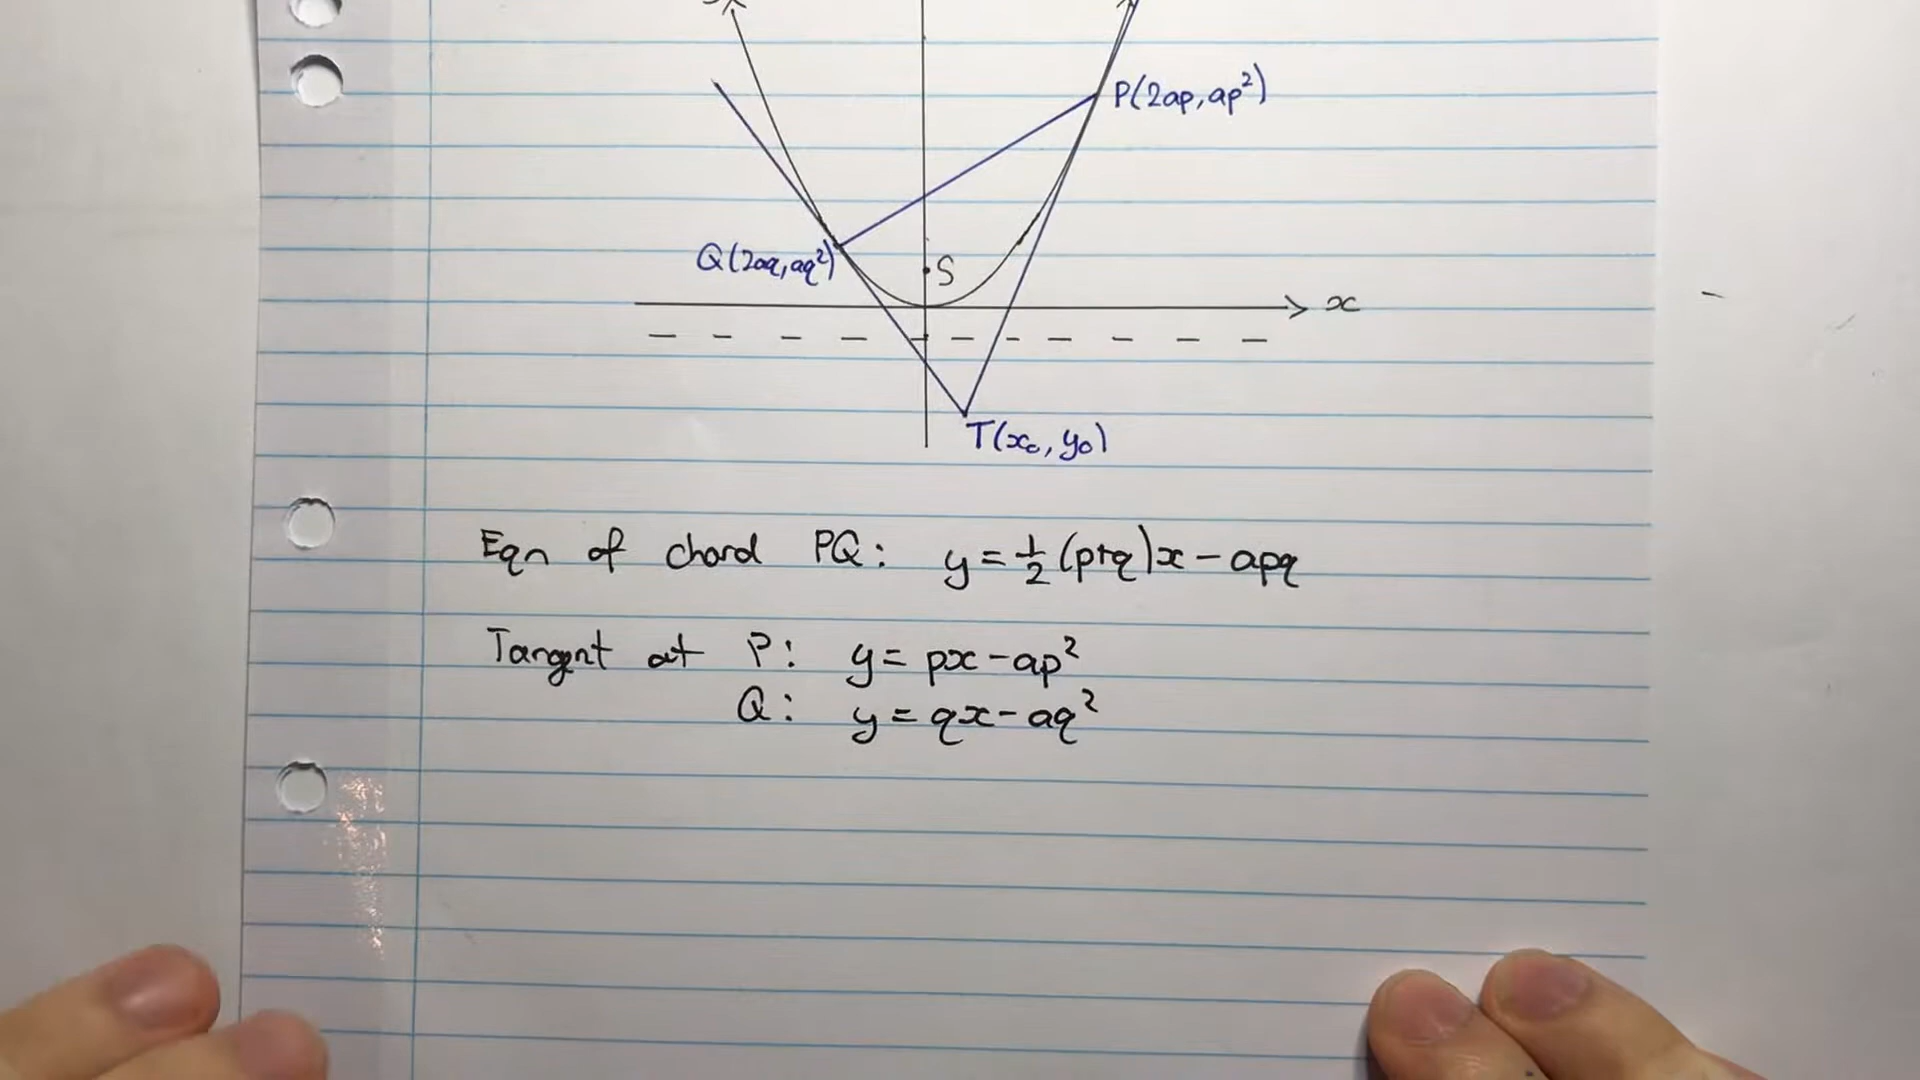 P(2ap, ap²)
Q(2aq, aq²)
S
x
T(x₀, y₀)
Eqn of chord PQ: y = ½(p+q)x - apq
Tangent at P: y = px - ap²
Q: y = qx - aq²